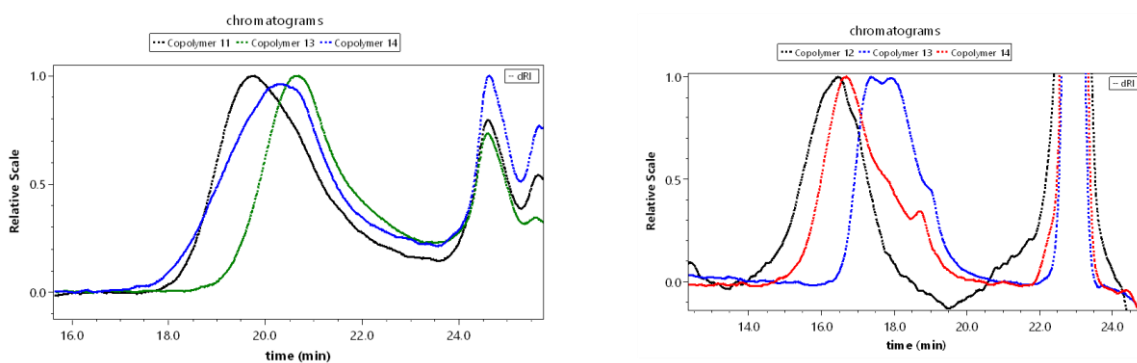 chromatograms
Copolymer 11 Copolymer 13 Copolymer 14
dRI
1.0
0.5
0.0
Relative Scale
16.0 18.0 20.0 22.0 24.0
time (min)
chromatograms
Copolymer 12 Copolymer 13 Copolymer 14
dRI
1.0
0.5
0.0
Relative Scale
14.0 16.0 18.0 20.0 22.0 24.0
time (min)